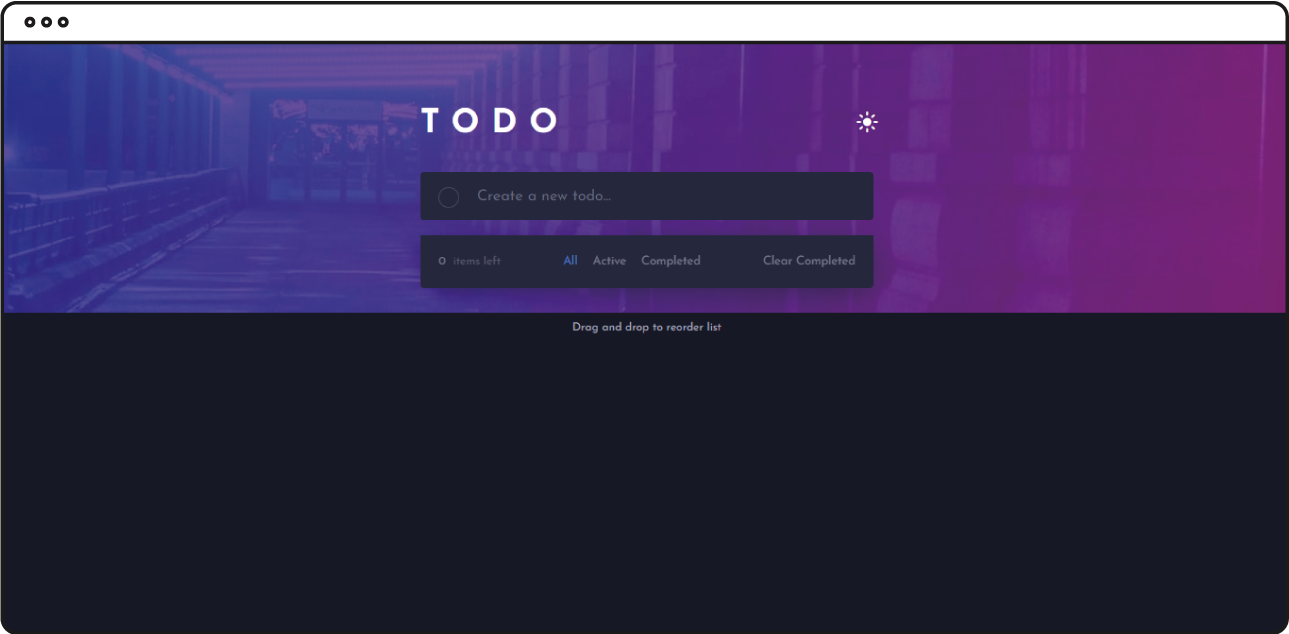 TODO
Create a new todo...
0 items left All Active Completed Clear Completed
Drag and drop to reorder list